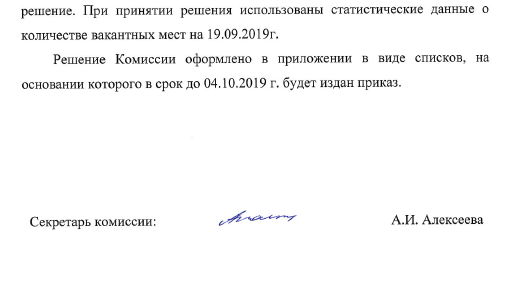 решение. При принятии решения использованы статистические данные о
количестве вакантных мест на 19.09.2019г.
Решение Комиссии оформлено в приложении в виде списков, на
основании которого в срок до 04.10.2019 г. будет издан приказ.
Секретарь комиссии:
А.И. Алексеева